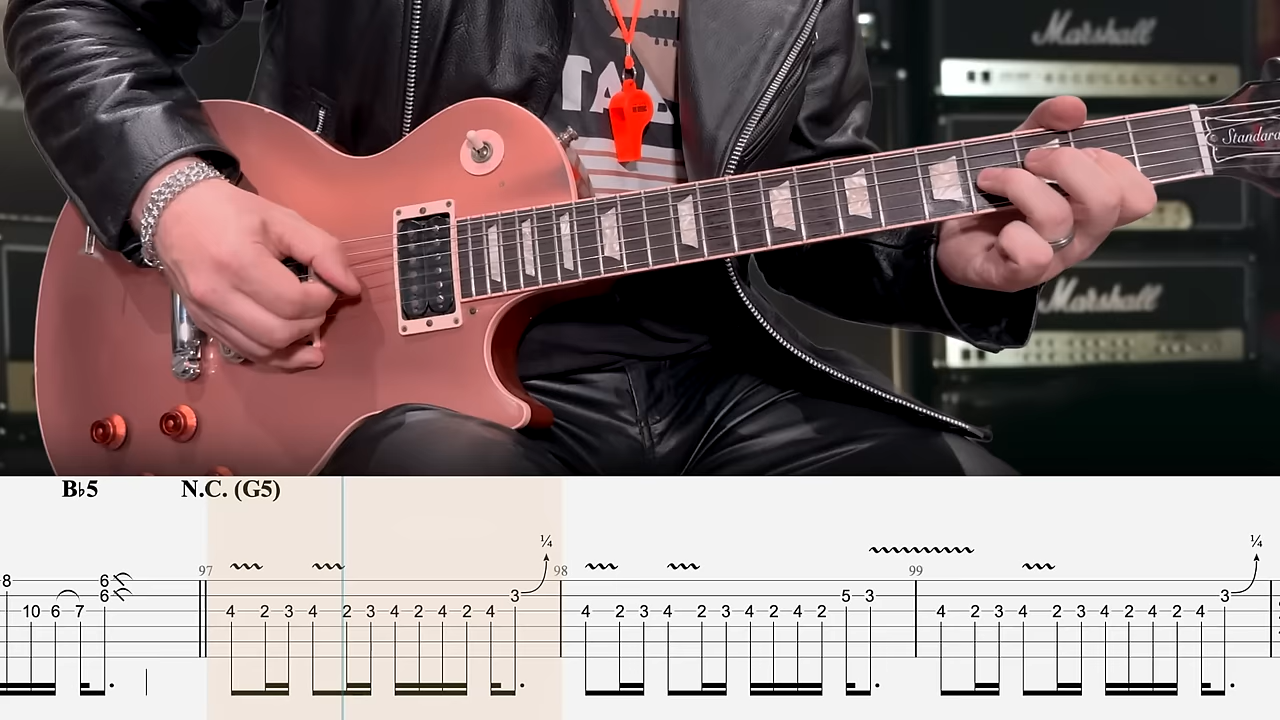 Marshall
Standard
Marshall
B♭5 N.C. (G5)
¼ ¼
97 98 99
8 6
6 3 5 3 3
10 6 7 4 2 3 4 2 3 4 2 4 2 4 4 2 3 4 2 3 4 2 4 2 4 2 3 4 2 3 4 2 4 2 4